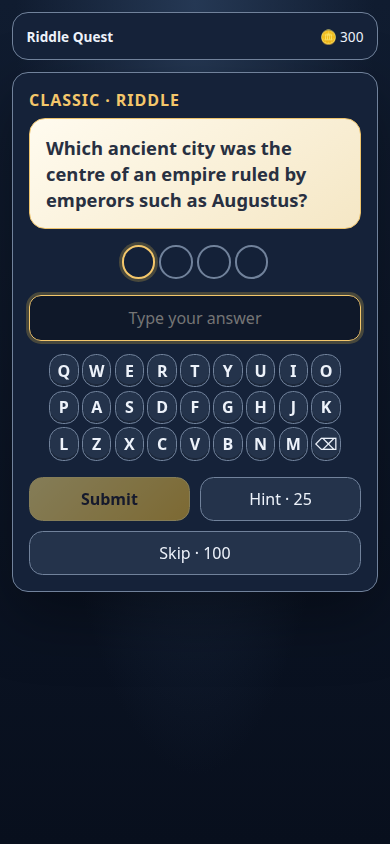 Riddle Quest
🪙 300
CLASSIC · RIDDLE
Which ancient city was the
centre of an empire ruled by
emperors such as Augustus?
Type your answer
Q W E R T Y U I O
P A S D F G H J K
L Z X C V B N M ⌫
Submit
Hint · 25
Skip · 100